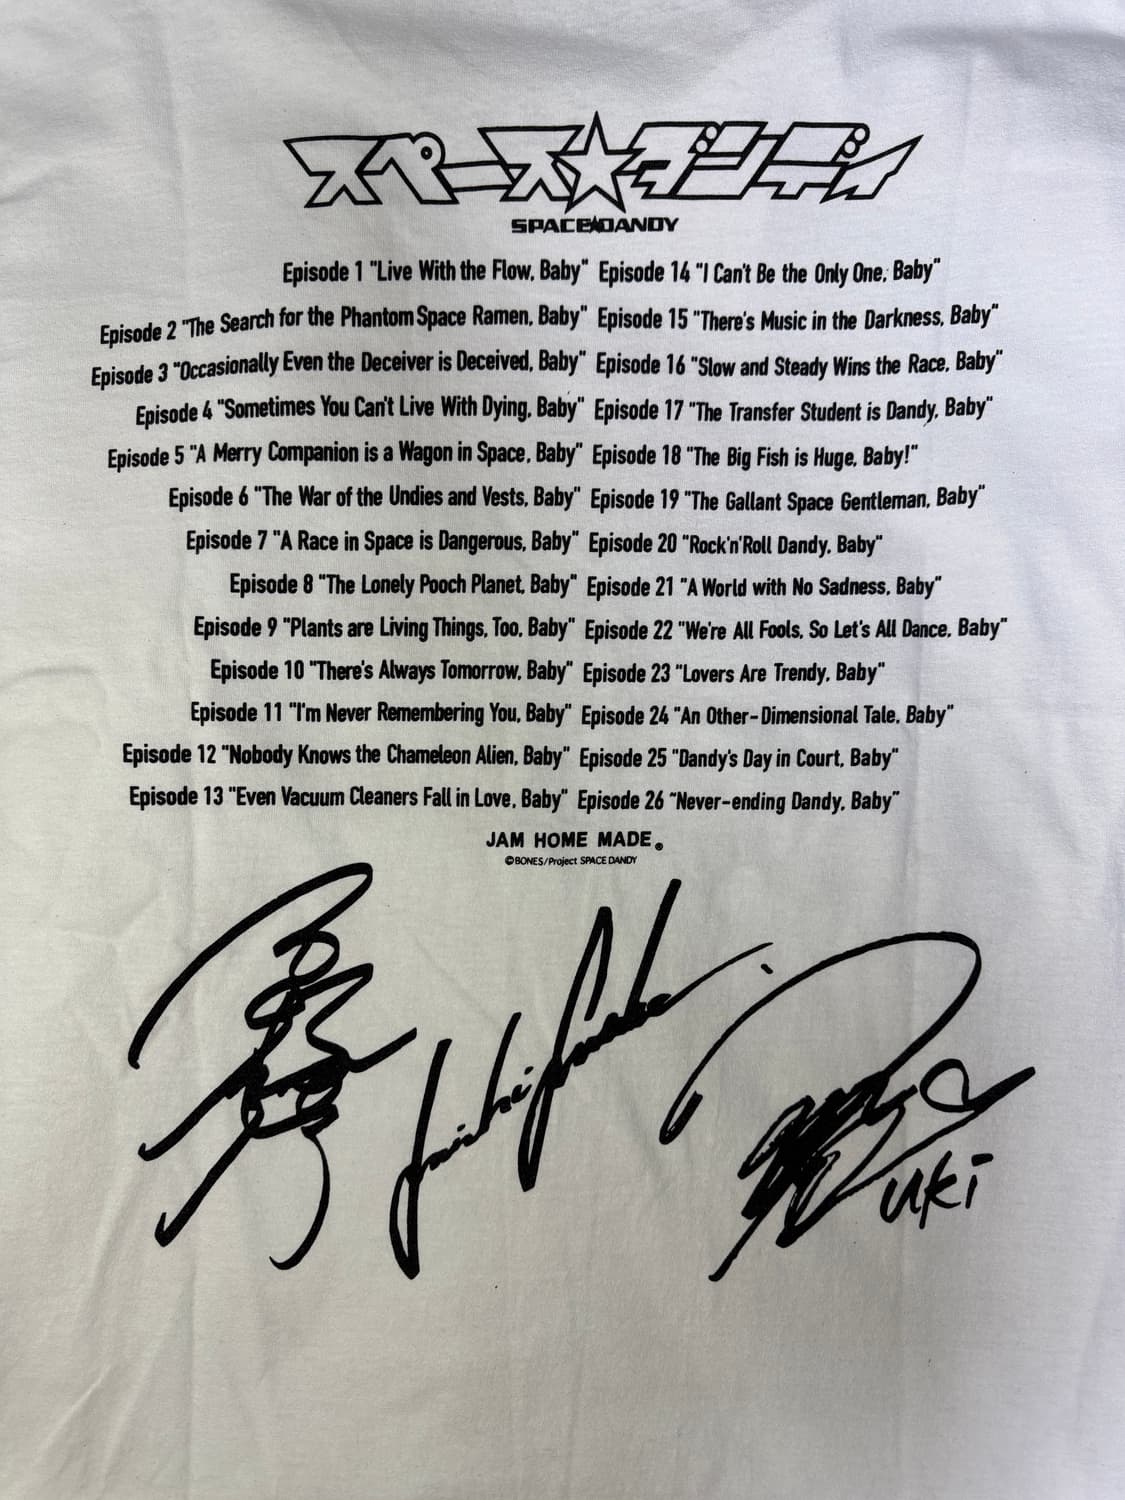 スペース☆ダンディ
SPACE★DANDY
Episode 1 "Live With the Flow, Baby" Episode 14 "I Can't Be the Only One, Baby"
Episode 2 "The Search for the Phantom Space Ramen, Baby" Episode 15 "There's Music in the Darkness, Baby"
Episode 3 "Occasionally Even the Deceiver is Deceived, Baby" Episode 16 "Slow and Steady Wins the Race, Baby"
Episode 4 "Sometimes You Can't Live With Dying, Baby" Episode 17 "The Transfer Student is Dandy, Baby"
Episode 5 "A Merry Companion is a Wagon in Space, Baby" Episode 18 "The Big Fish is Huge, Baby!"
Episode 6 "The War of the Undies and Vests, Baby" Episode 19 "The Gallant Space Gentleman, Baby"
Episode 7 "A Race in Space is Dangerous, Baby" Episode 20 "Rock'n'Roll Dandy, Baby"
Episode 8 "The Lonely Pooch Planet, Baby" Episode 21 "A World with No Sadness, Baby"
Episode 9 "Plants are Living Things, Too, Baby" Episode 22 "We're All Fools, So Let's All Dance, Baby"
Episode 10 "There's Always Tomorrow, Baby" Episode 23 "Lovers Are Trendy, Baby"
Episode 11 "I'm Never Remembering You, Baby" Episode 24 "An Other-Dimensional Tale, Baby"
Episode 12 "Nobody Knows the Chameleon Alien, Baby" Episode 25 "Dandy's Day in Court, Baby"
Episode 13 "Even Vacuum Cleaners Fall in Love, Baby" Episode 26 "Never-ending Dandy, Baby"
JAM HOME MADE®
©BONES/Project SPACE DANDY
uki